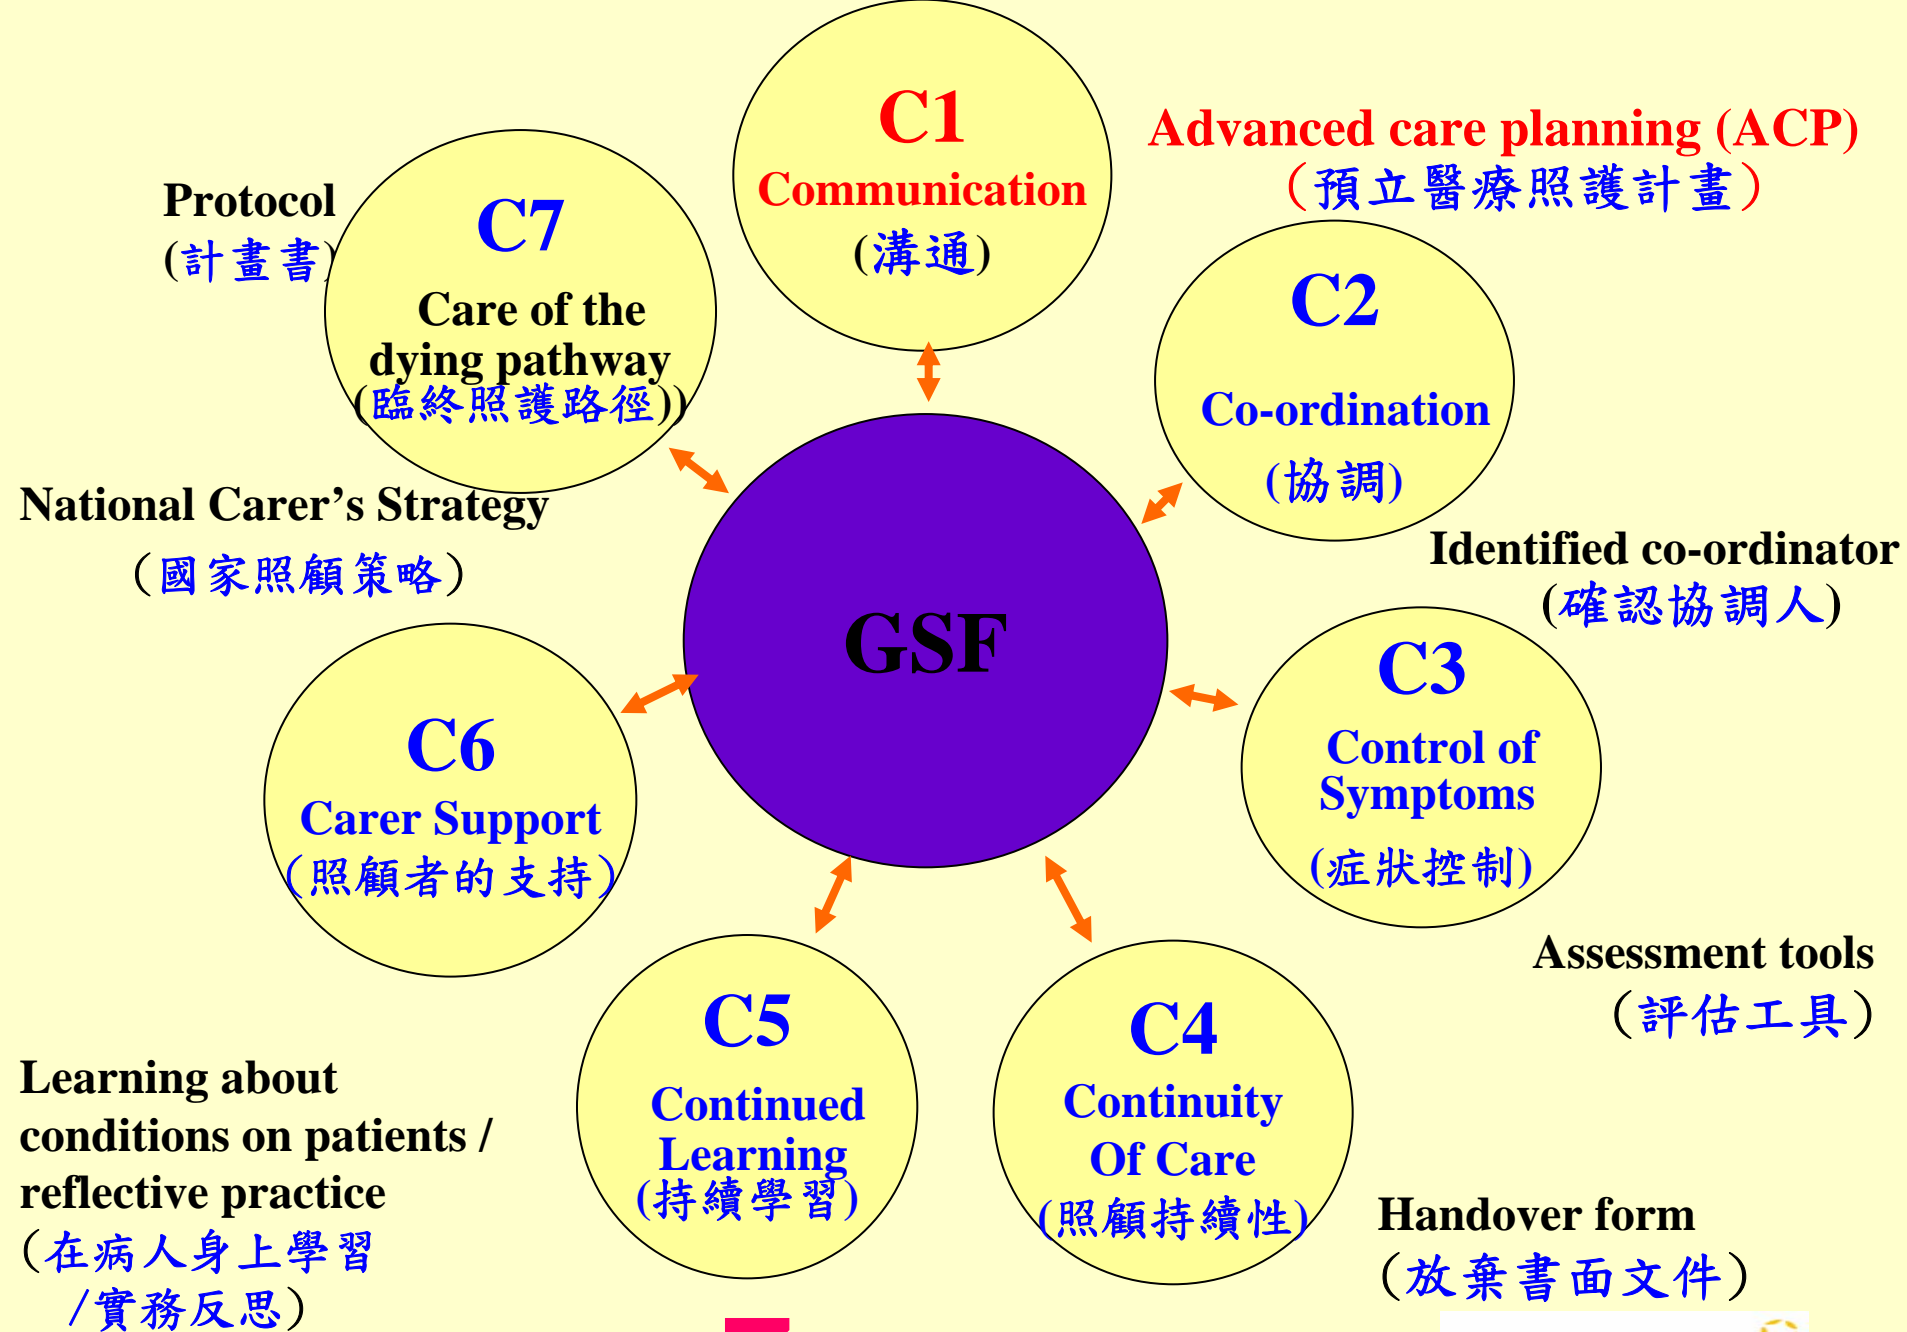 C1
Communication
(溝通)
Advanced care planning (ACP)
（預立醫療照護計畫）
C2
Co-ordination
(協調)
Identified co-ordinator
(確認協調人)
C3
Control of
Symptoms
(症狀控制)
Assessment tools
（評估工具）
C4
Continuity
Of Care
(照顧持續性)
Handover form
（放棄書面文件）
C5
Continued
Learning
(持續學習)
Learning about
conditions on patients /
reflective practice
（在病人身上學習
/實務反思）
C6
Carer Support
（照顧者的支持）
National Carer’s Strategy
（國家照顧策略）
C7
Care of the
dying pathway
(臨終照護路徑))
Protocol
(計畫書)
GSF